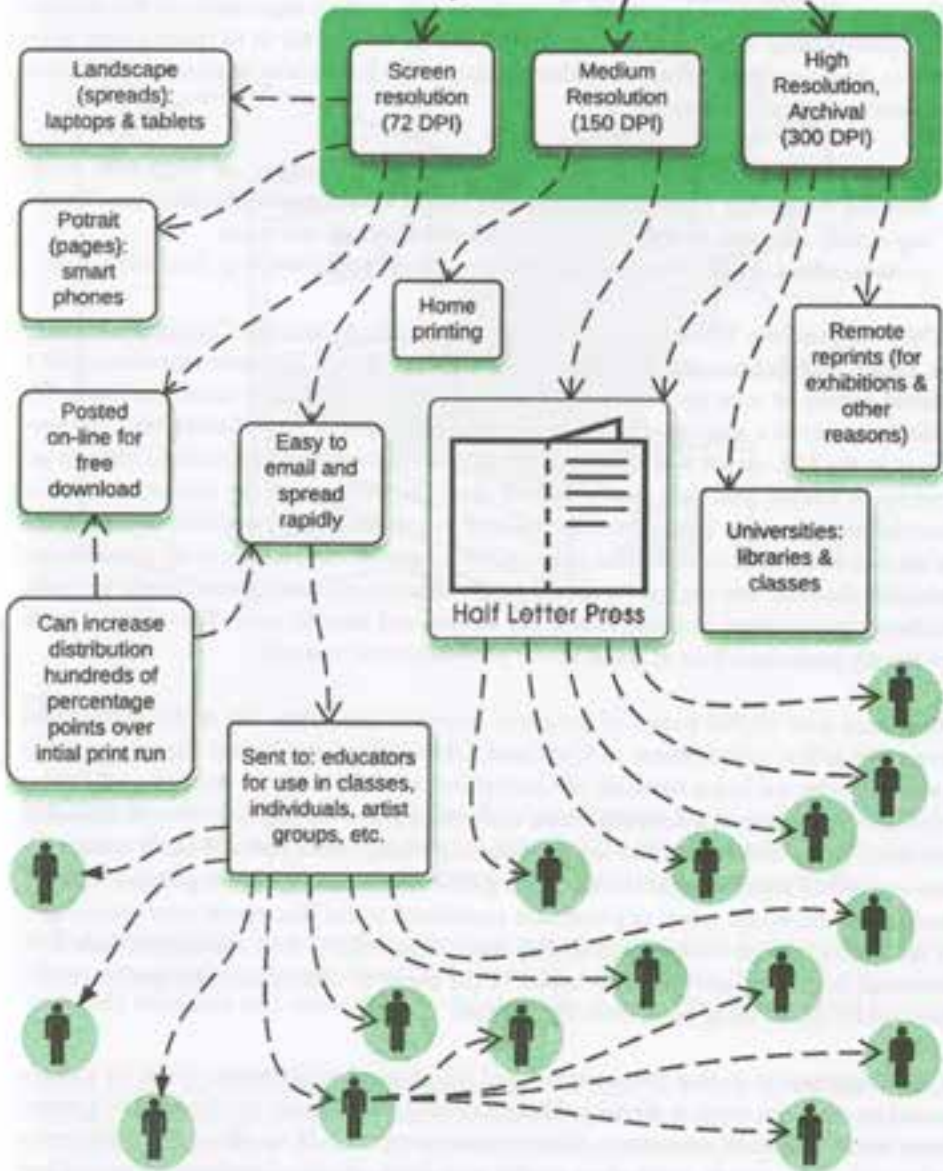 Landscape
(spreads):
laptops & tablets
Screen
resolution
(72 DPI)
Medium
Resolution
(150 DPI)
High
Resolution,
Archival
(300 DPI)
Potrait
(pages):
smart
phones
Home
printing
Remote
reprints (for
exhibitions &
other
reasons)
Posted
on-line for
free
download
Easy to
email and
spread
rapidly
Universities:
libraries &
classes
Half Letter Press
Can increase
distribution
hundreds of
percentage
points over
intial print run
Sent to: educators
for use in classes,
individuals, artist
groups, etc.